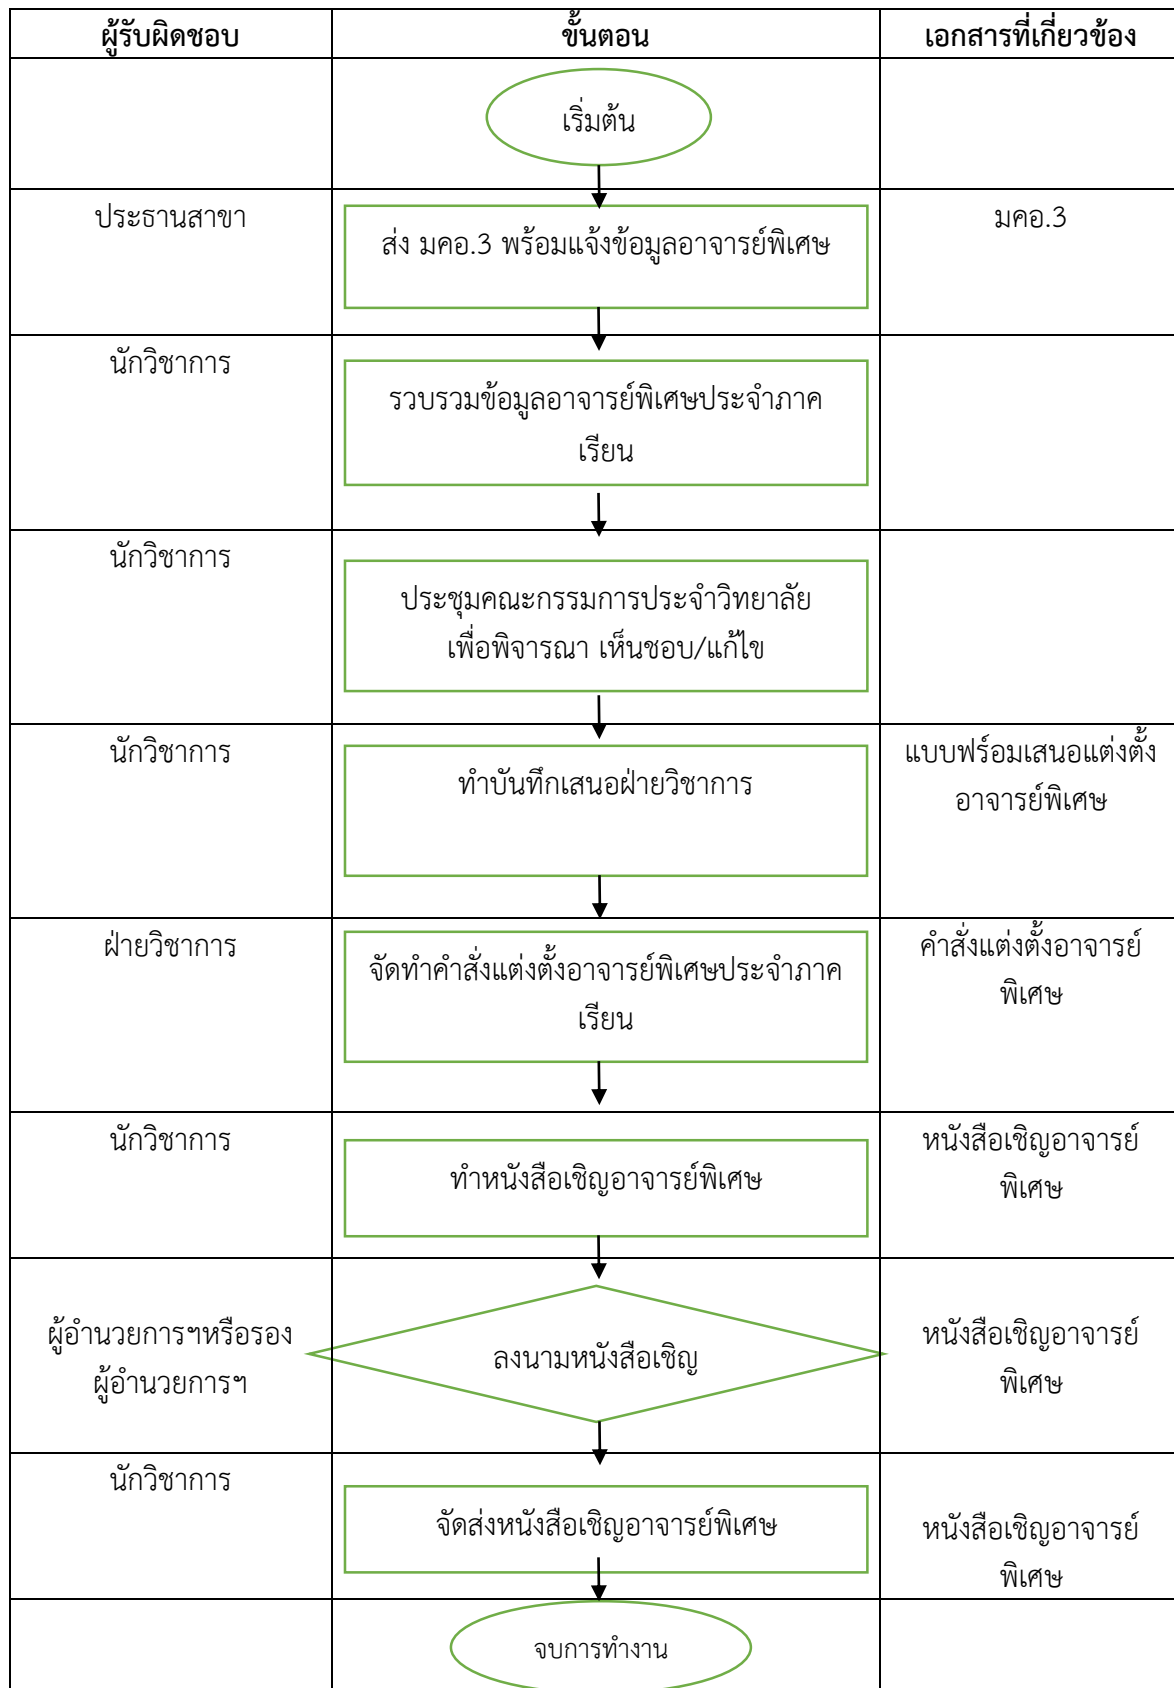 ผู้รับผิดชอบ
ขั้นตอน
เอกสารที่เกี่ยวข้อง
เริ่มต้น
ประธานสาขา
ส่ง มคอ.3 พร้อมแจ้งข้อมูลอาจารย์พิเศษ
มคอ.3
นักวิชาการ
รวบรวมข้อมูลอาจารย์พิเศษประจำภาค
เรียน
นักวิชาการ
ประชุมคณะกรรมการประจำวิทยาลัย
เพื่อพิจารณา เห็นชอบ/แก้ไข
นักวิชาการ
ทำบันทึกเสนอฝ่ายวิชาการ
แบบฟร์อมเสนอแต่งตั้ง
อาจารย์พิเศษ
ฝ่ายวิชาการ
จัดทำคำสั่งแต่งตั้งอาจารย์พิเศษประจำภาค
เรียน
คำสั่งแต่งตั้งอาจารย์
พิเศษ
นักวิชาการ
ทำหนังสือเชิญอาจารย์พิเศษ
หนังสือเชิญอาจารย์
พิเศษ
ผู้อำนวยการฯหรือรอง
ผู้อำนวยการฯ
ลงนามหนังสือเชิญ
หนังสือเชิญอาจารย์
พิเศษ
นักวิชาการ
จัดส่งหนังสือเชิญอาจารย์พิเศษ
หนังสือเชิญอาจารย์
พิเศษ
จบการทำงาน